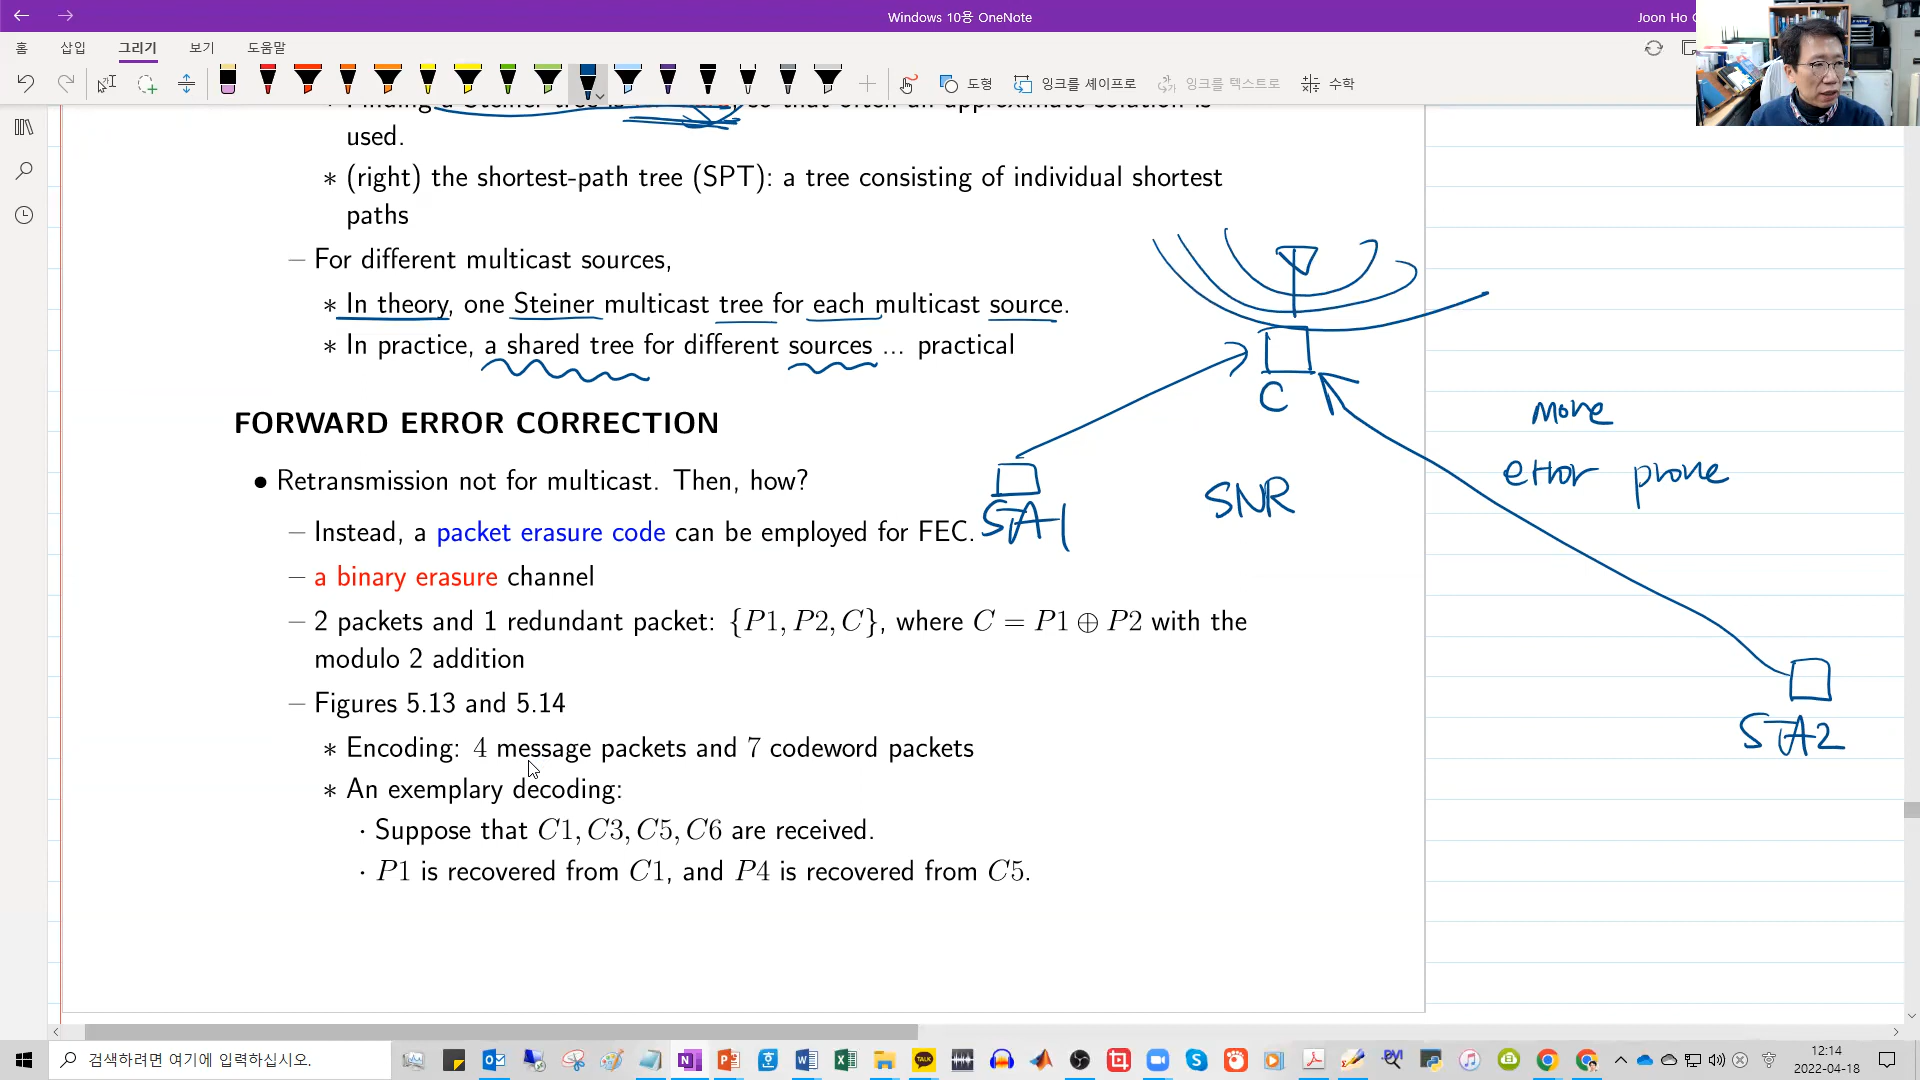 Windows 10용 OneNote
Joon Ho
홈 삽입 그리기 보기 도움말
도형 잉크를 셰이프로 잉크를 텍스트로 수학
used.
∗ (right) the shortest-path tree (SPT): a tree consisting of individual shortest
paths
– For different multicast sources,
∗ In theory, one Steiner multicast tree for each multicast source.
∗ In practice, a shared tree for different sources ... practical
C
more
error prone
FORWARD ERROR CORRECTION
• Retransmission not for multicast. Then, how?
SNR
STA1
– Instead, a packet erasure code can be employed for FEC.
– a binary erasure channel
– 2 packets and 1 redundant packet: {P1, P2, C}, where C = P1 ⊕ P2 with the
modulo 2 addition
– Figures 5.13 and 5.14
STA2
∗ Encoding: 4 message packets and 7 codeword packets
∗ An exemplary decoding:
· Suppose that C1, C3, C5, C6 are received.
· P1 is recovered from C1, and P4 is recovered from C5.
검색하려면 여기에 입력하십시오.
12:14
2022-04-18